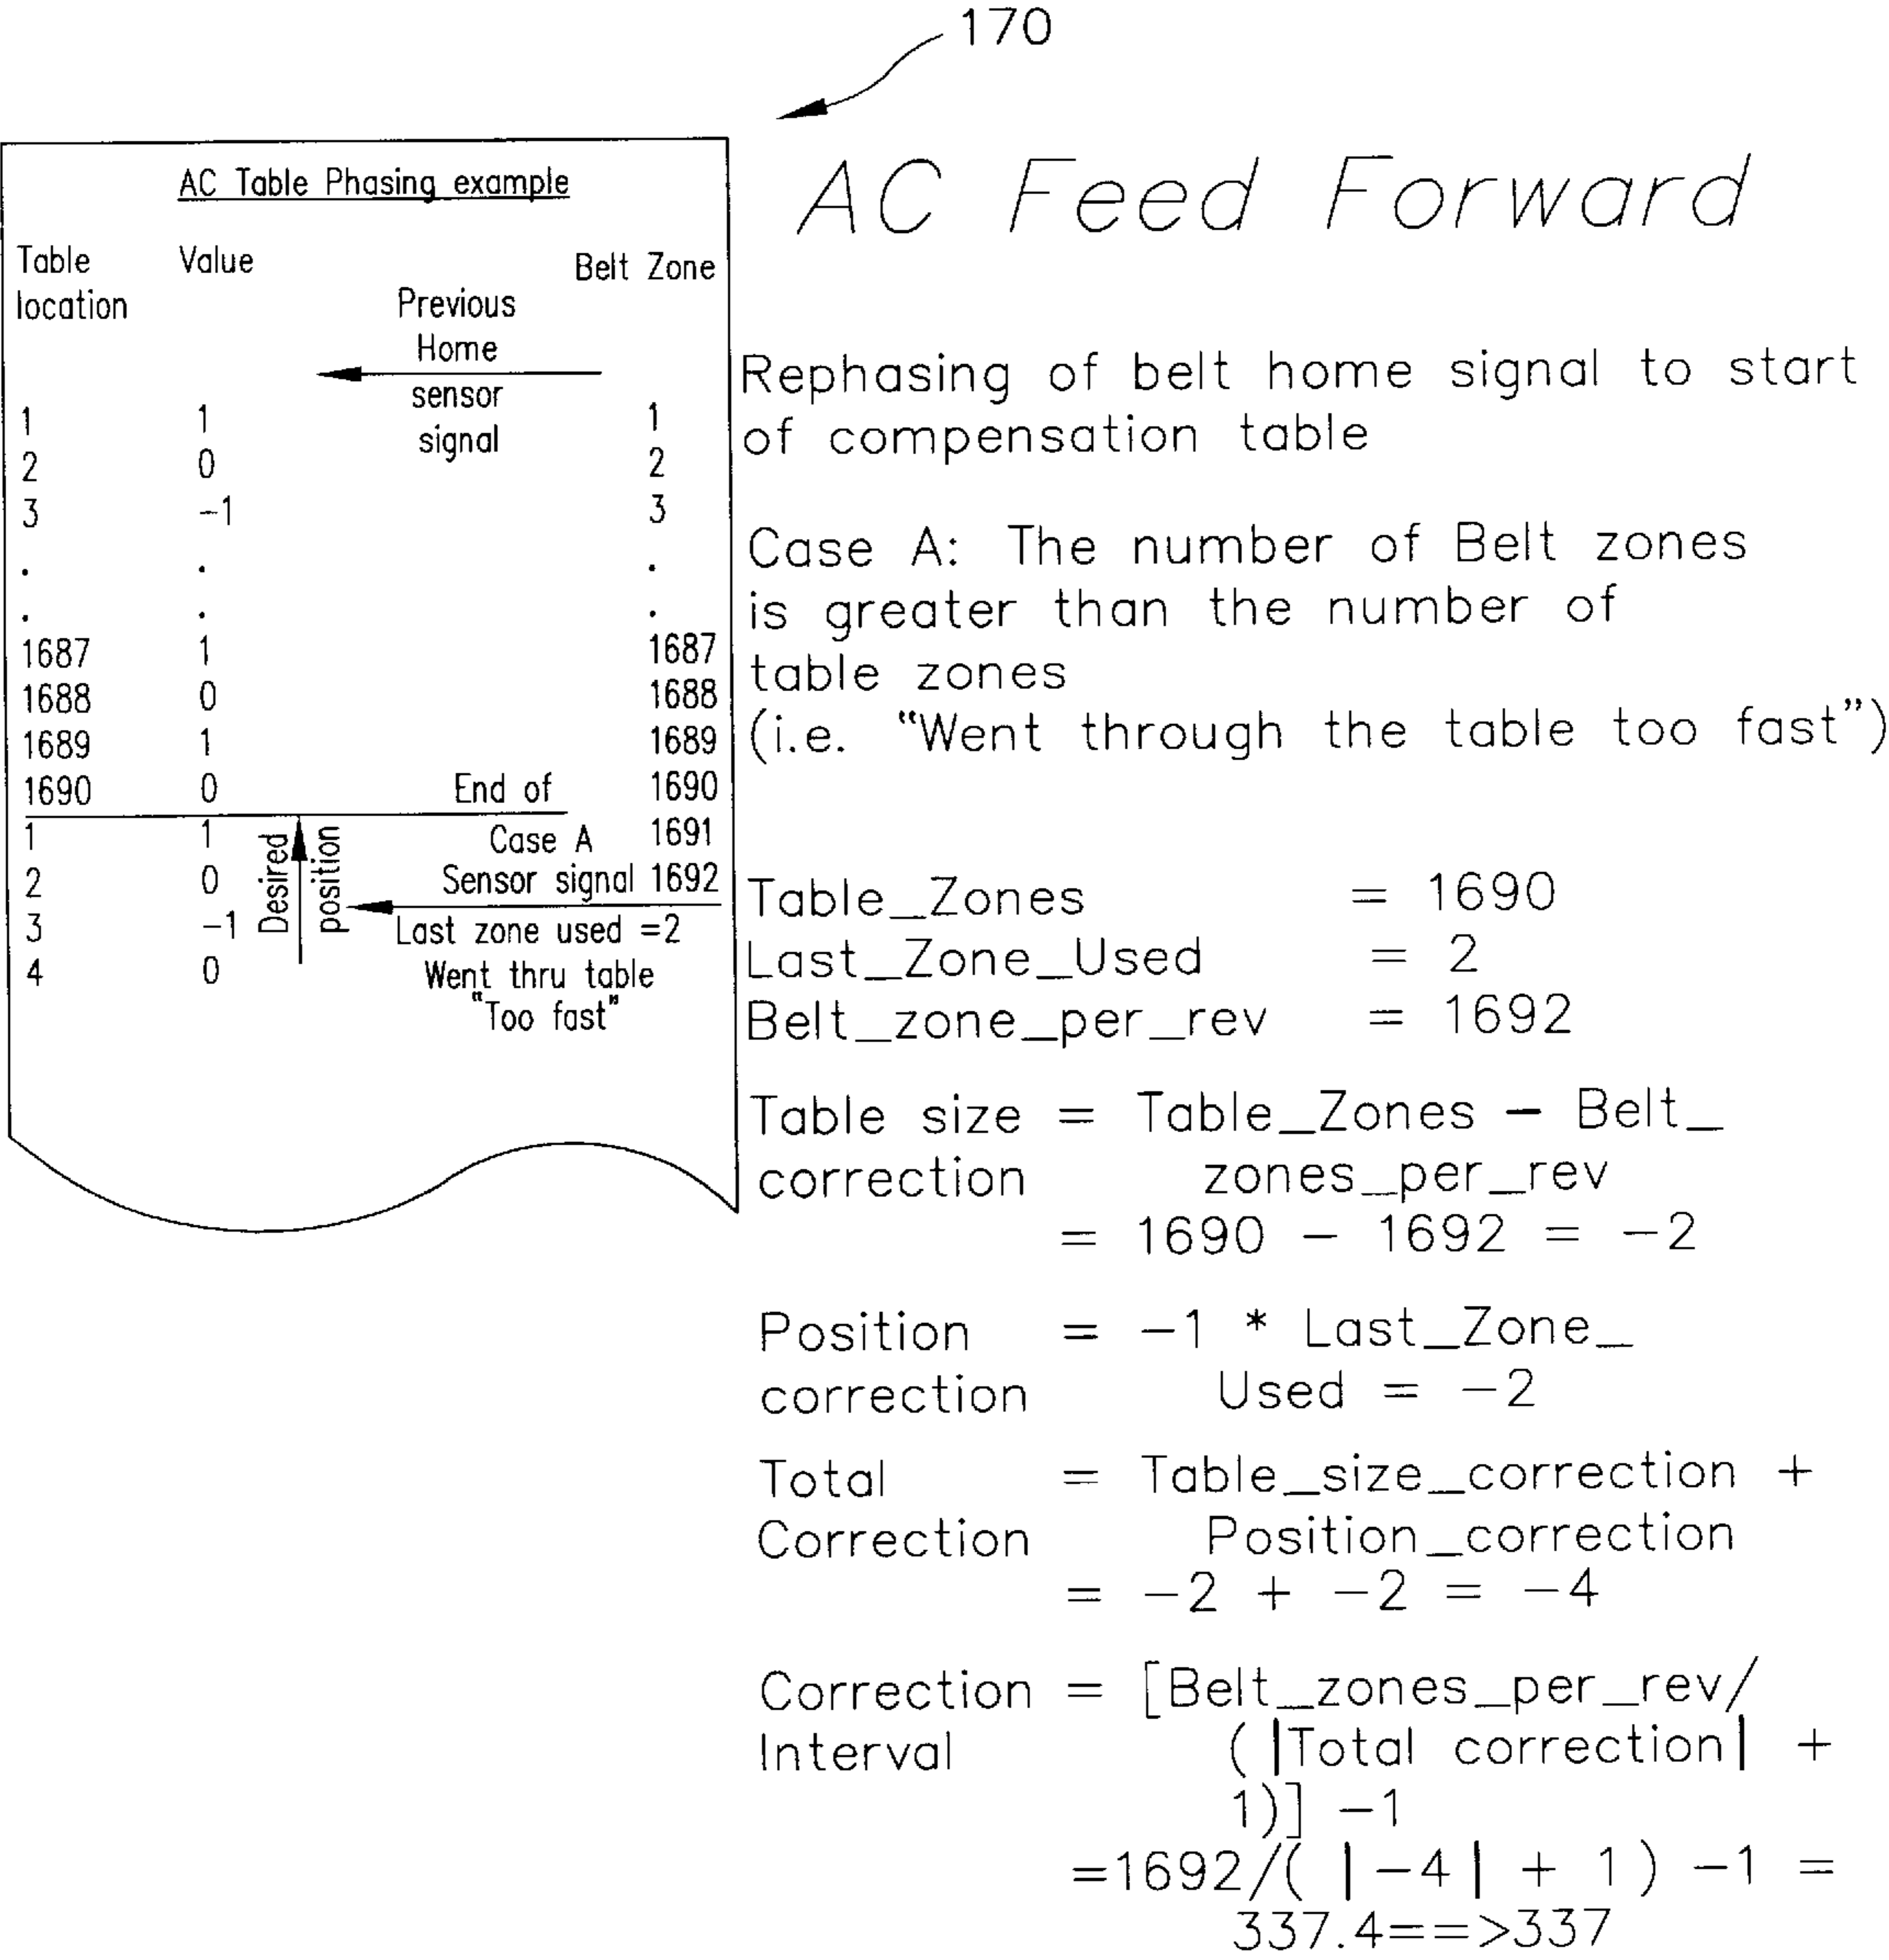 170
AC Table Phasing example
Table location Value Belt Zone
Previous
Home
sensor
signal
1 1 1
2 0 2
3 -1 3
. . .
. . .
1687 1 1687
1688 0 1688
1689 1 1689
1690 0 End of 1690
1 1 Case A 1691
2 0 Sensor signal 1692
3 -1 Last zone used =2
4 0 Went thru table
"Too fast"
Desired
position
AC Feed Forward
Rephasing of belt home signal to start
of compensation table
Case A: The number of Belt zones
is greater than the number of
table zones
(i.e. "Went through the table too fast")
Table_Zones = 1690
Last_Zone_Used = 2
Belt_zone_per_rev = 1692
Table size = Table_Zones – Belt_
correction zones_per_rev
= 1690 – 1692 = –2
Position = –1 * Last_Zone_
correction Used = –2
Total = Table_size_correction +
Correction Position_correction
= –2 + –2 = –4
Correction = [Belt_zones_per_rev/
Interval (|Total correction| +
1)] –1
=1692/( |–4| + 1) –1 =
337.4==>337